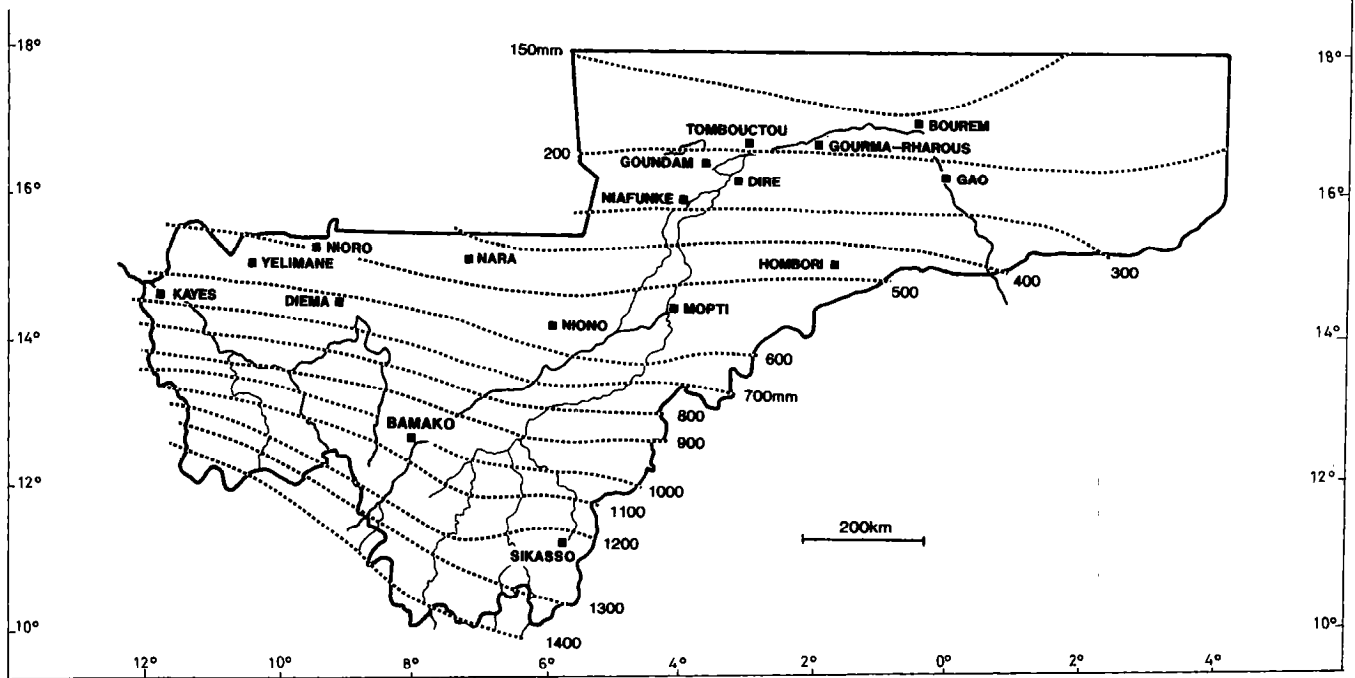 18°
150mm
18°
TOMBOUCTOU
BOUREM
GOURMA-RHAROUS
200
GOUNDAM
DIRE
GAO
16°
16°
NIAFUNKE
NIORO
YELIMANE
NARA
HOMBORI
400
300
KAYES
DIEMA
500
MOPTI
NIONO
14°
14°
600
700mm
800
BAMAKO
900
12°
12°
1000
1100
200km
1200
SIKASSO
1300
10°
10°
1400
12°
10°
8°
6°
4°
2°
0°
2°
4°